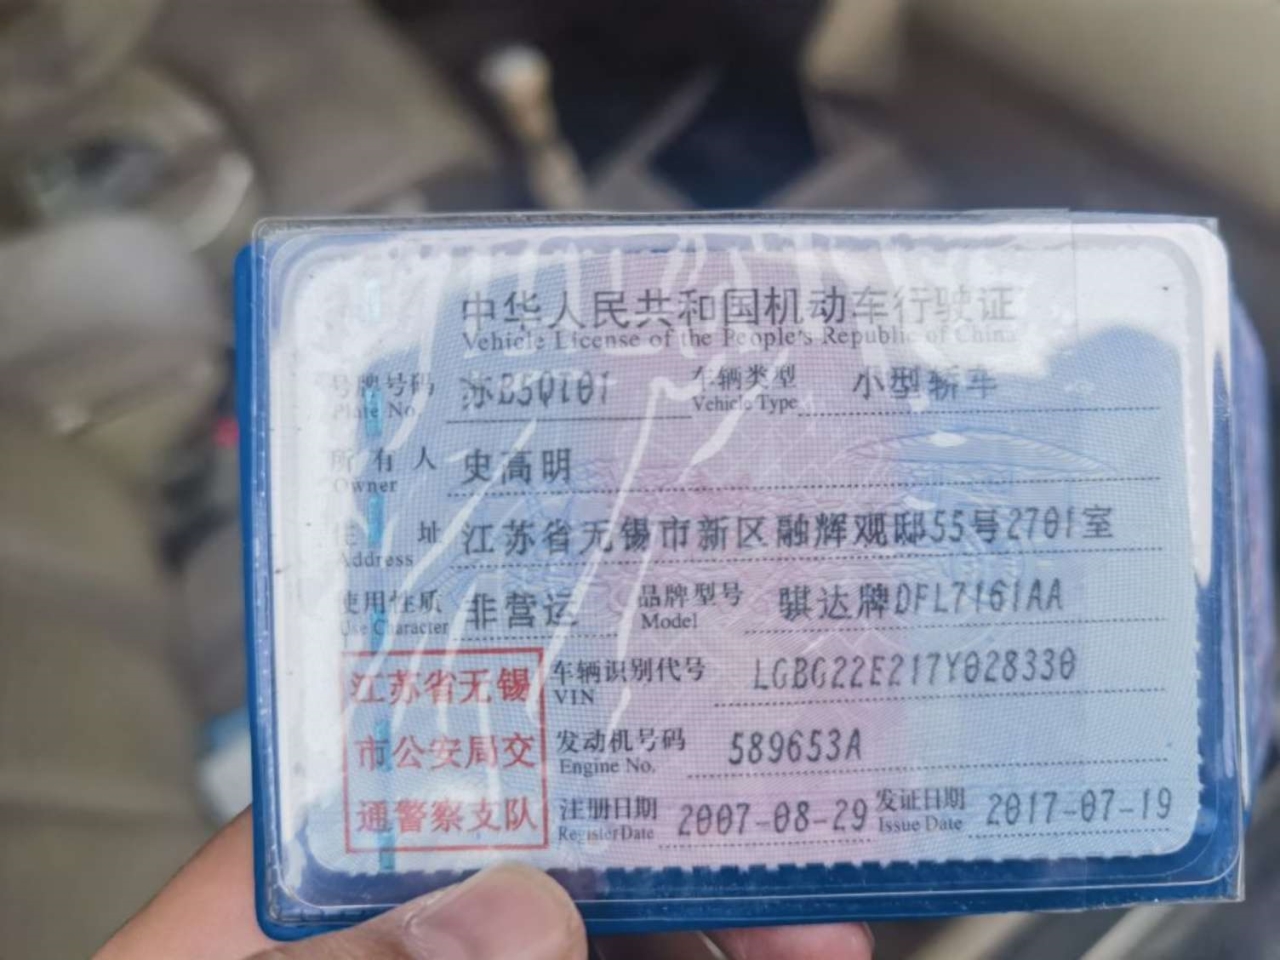 中华人民共和国机动车行驶证
Vehicle License of the People's Republic of China
号牌号码 苏B5QT01 车辆类型 小型轿车
Plate No. Vehicle Type
所有人 史高明
Owner
住址 江苏省无锡市新区融辉观邸55号2701室
Address
使用性质 非营运 品牌型号 骐达牌DFL7161AA
Use Character Model
江苏省无锡 车辆识别代号 LGBG22E217Y028330
VIN
市公安局交 发动机号码 589653A
Engine No.
通警察支队 注册日期 2007-08-29 发证日期 2017-07-19
Register Date Issue Date